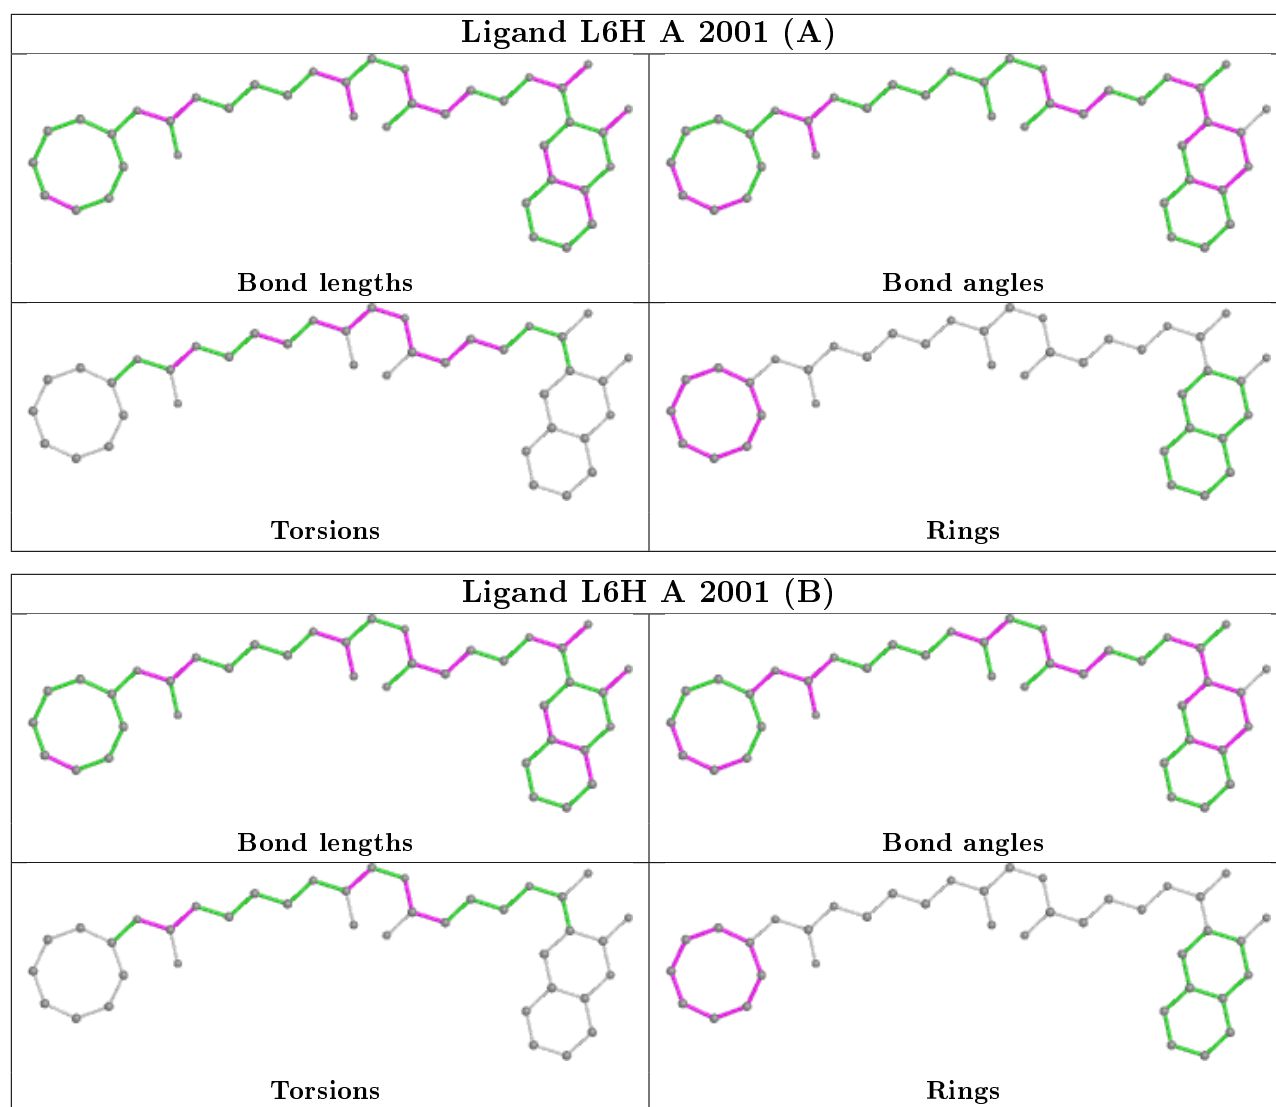 Ligand L6H A 2001 (A)
Bond lengths
Bond angles
Torsions
Rings
Ligand L6H A 2001 (B)
Bond lengths
Bond angles
Torsions
Rings